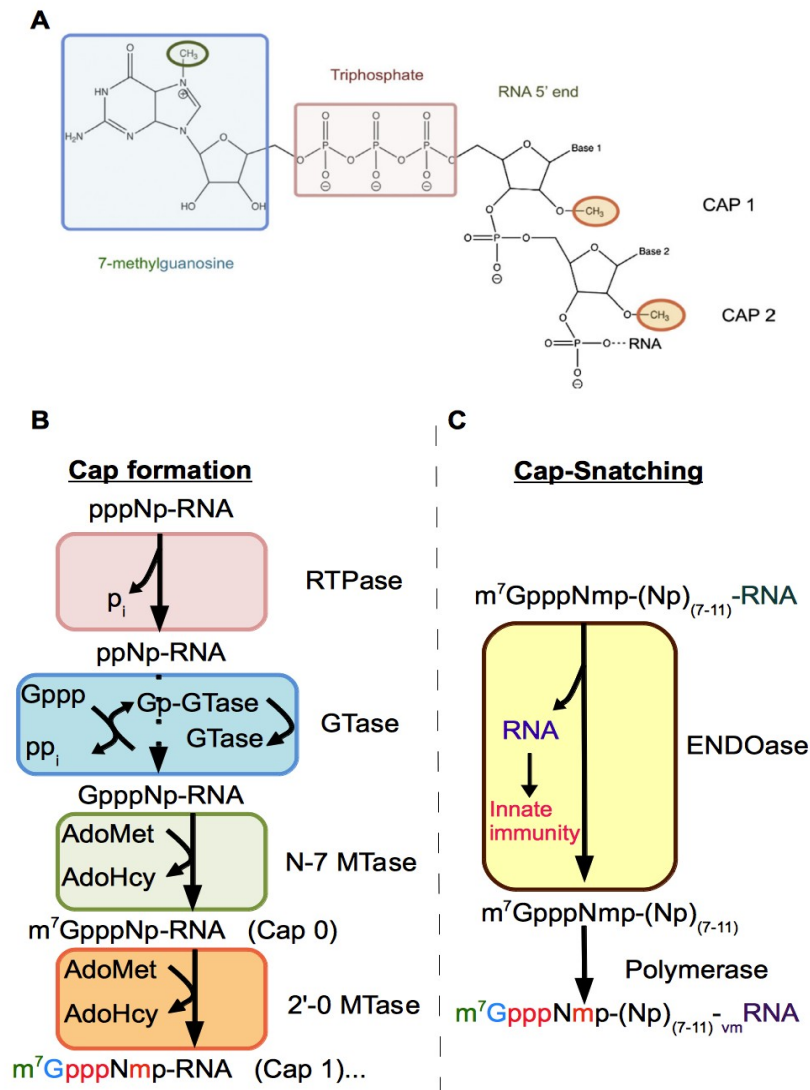 A
O
CH₃
N
⊕
HN
H₂N
N
N
O
HO
OH
7-methylguanosine
Triphosphate
O
O
O
O
P
O
P
O
P
O
O
O
O
⊖
⊖
⊖
RNA 5' end
O
Base 1
O
O—CH₃
CAP 1
O=P—O
O
⊖
O
Base 2
O
O—CH₃
CAP 2
O=P—O---RNA
O
⊖
B
Cap formation
pppNp-RNA
pᵢ
RTPase
ppNp-RNA
Gppp
Gp-GTase
GTase
ppᵢ
GTase
GpppNp-RNA
AdoMet
AdoHcy
N-7 MTase
m⁷GpppNp-RNA (Cap 0)
AdoMet
AdoHcy
2'-0 MTase
m⁷GpppNmp-RNA (Cap 1)...
C
Cap-Snatching
m⁷GpppNmp-(Np)₍₇₋₁₁₎-RNA
RNA
Innate
immunity
ENDOase
m⁷GpppNmp-(Np)₍₇₋₁₁₎
Polymerase
m⁷GpppNmp-(Np)₍₇₋₁₁₎-vmRNA